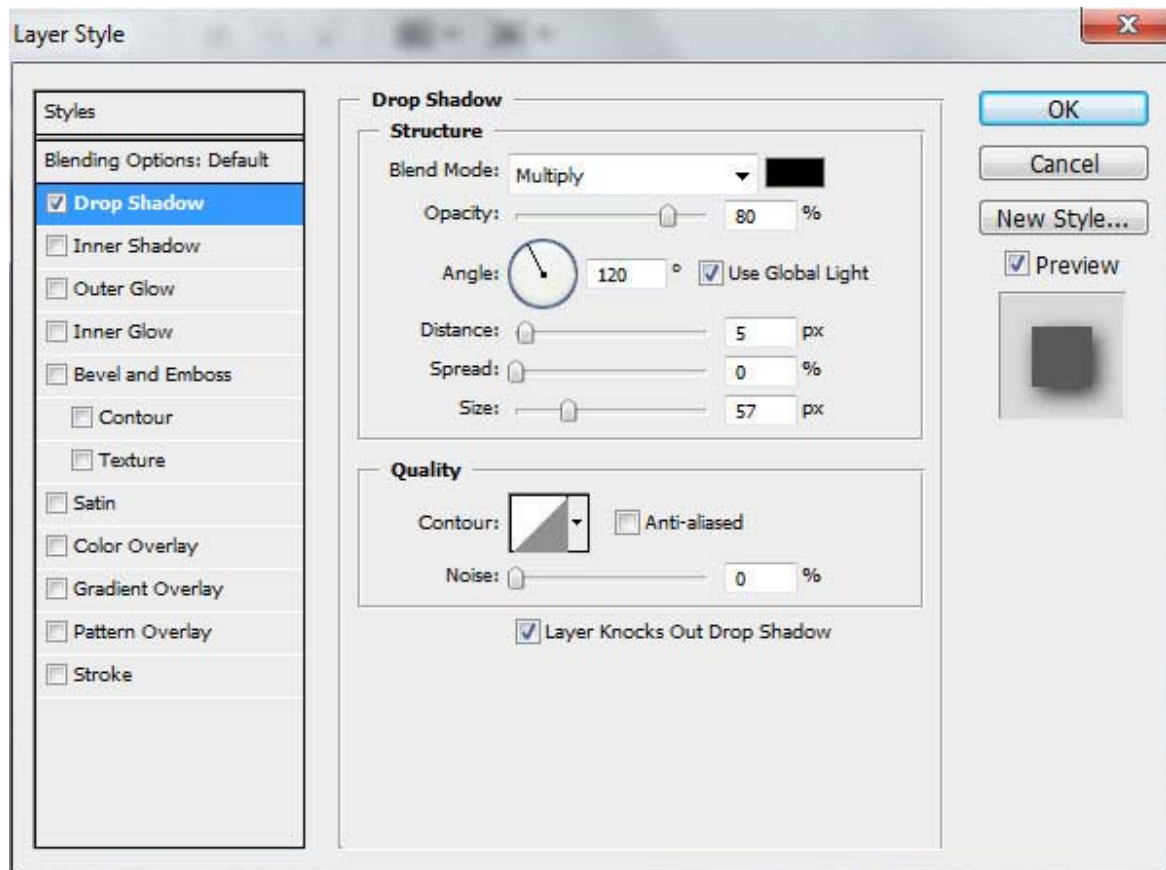 Layer Style
X
Styles
Blending Options: Default
Drop Shadow
Inner Shadow
Outer Glow
Inner Glow
Bevel and Emboss
Contour
Texture
Satin
Color Overlay
Gradient Overlay
Pattern Overlay
Stroke
Drop Shadow
Structure
Blend Mode: Multiply
Opacity: 80 %
Angle: 120 ° Use Global Light
Distance: 5 px
Spread: 0 %
Size: 57 px
Quality
Contour: Anti-aliased
Noise: 0 %
Layer Knocks Out Drop Shadow
OK
Cancel
New Style...
Preview